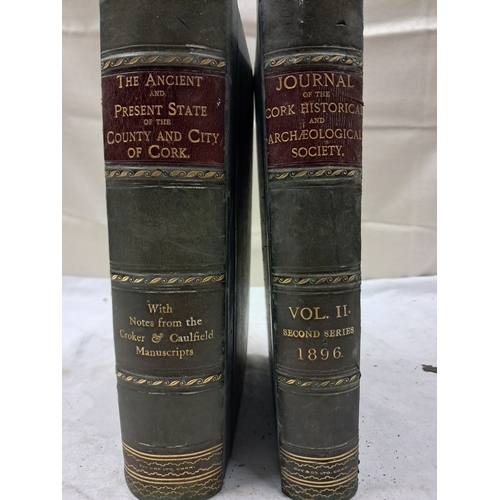 THE ANCIENT
AND
PRESENT STATE
OF THE
COUNTY AND CITY
OF CORK.
With
Notes from the
Croker & Caulfield
Manuscripts
JOURNAL
OF THE
CORK HISTORICAL
AND
ARCHÆOLOGICAL
SOCIETY.
VOL. II.
SECOND SERIES
1896.